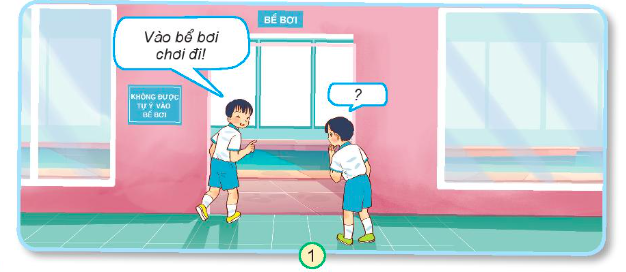 BỂ BƠI
Vào bể bơi
chơi đi!
KHÔNG ĐƯỢC
TỰ Ý VÀO
BỂ BƠI
?
1